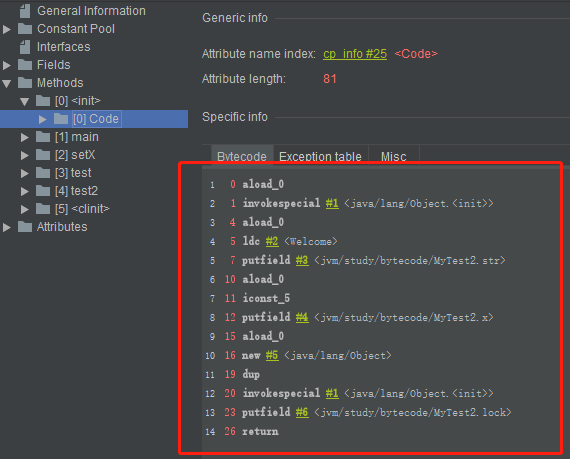 General Information
Constant Pool
Interfaces
Fields
Methods
[0] <init>
[0] Code
[1] main
[2] setX
[3] test
[4] test2
[5] <clinit>
Attributes
Generic info
Attribute name index: cp_info #25 <Code>
Attribute length: 81
Specific info
Bytecode Exception table Misc
1 0 aload_0
2 1 invokespecial #1 <java/lang/Object.<init>>
3 4 aload_0
4 5 ldc #2 <Welcome>
5 7 putfield #3 <jvm/study/bytecode/MyTest2.str>
6 10 aload_0
7 11 iconst_5
8 12 putfield #4 <jvm/study/bytecode/MyTest2.x>
9 15 aload_0
10 16 new #5 <java/lang/Object>
11 19 dup
12 20 invokespecial #1 <java/lang/Object.<init>>
13 23 putfield #6 <jvm/study/bytecode/MyTest2.lock>
14 26 return